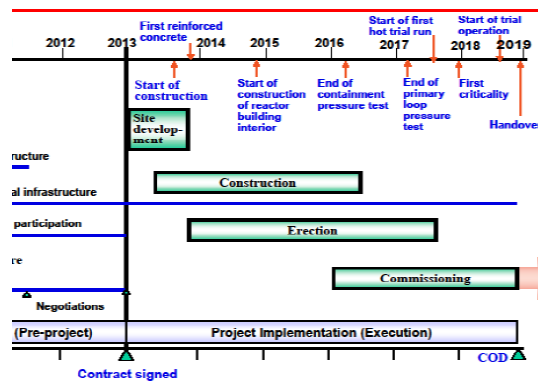 First reinforced
concrete
Start of first
hot trial run
Start of trial
operation
2012 2013 2014 2015 2016 2017 2018 2019
Start of
construction
Start of
construction
of reactor
building
interior
End of
containment
pressure test
End of
primary
loop
pressure
test
First
criticality
Handover
Site
develop-
ment
ructure
Construction
al infrastructure
participation
Erection
re
Commissioning
Negotiations
(Pre-project) Project Implementation (Execution)
COD
Contract signed